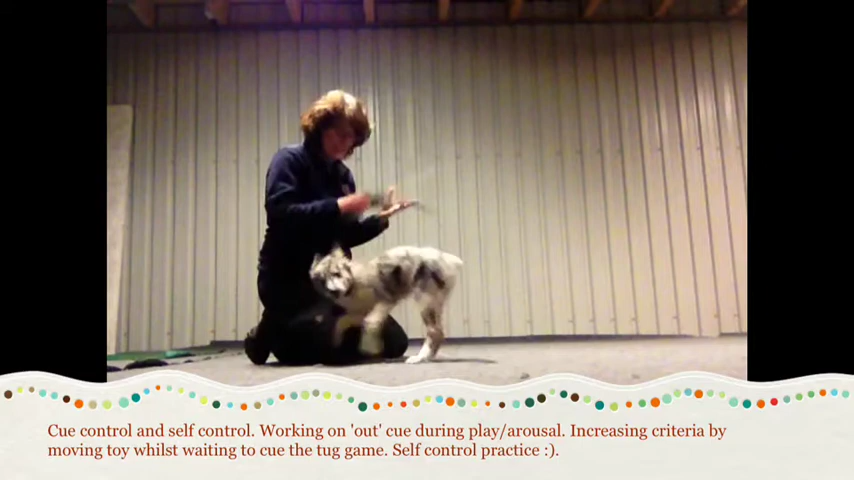 Cue control and self control. Working on 'out' cue during play/arousal. Increasing criteria by
moving toy whilst waiting to cue the tug game. Self control practice :).